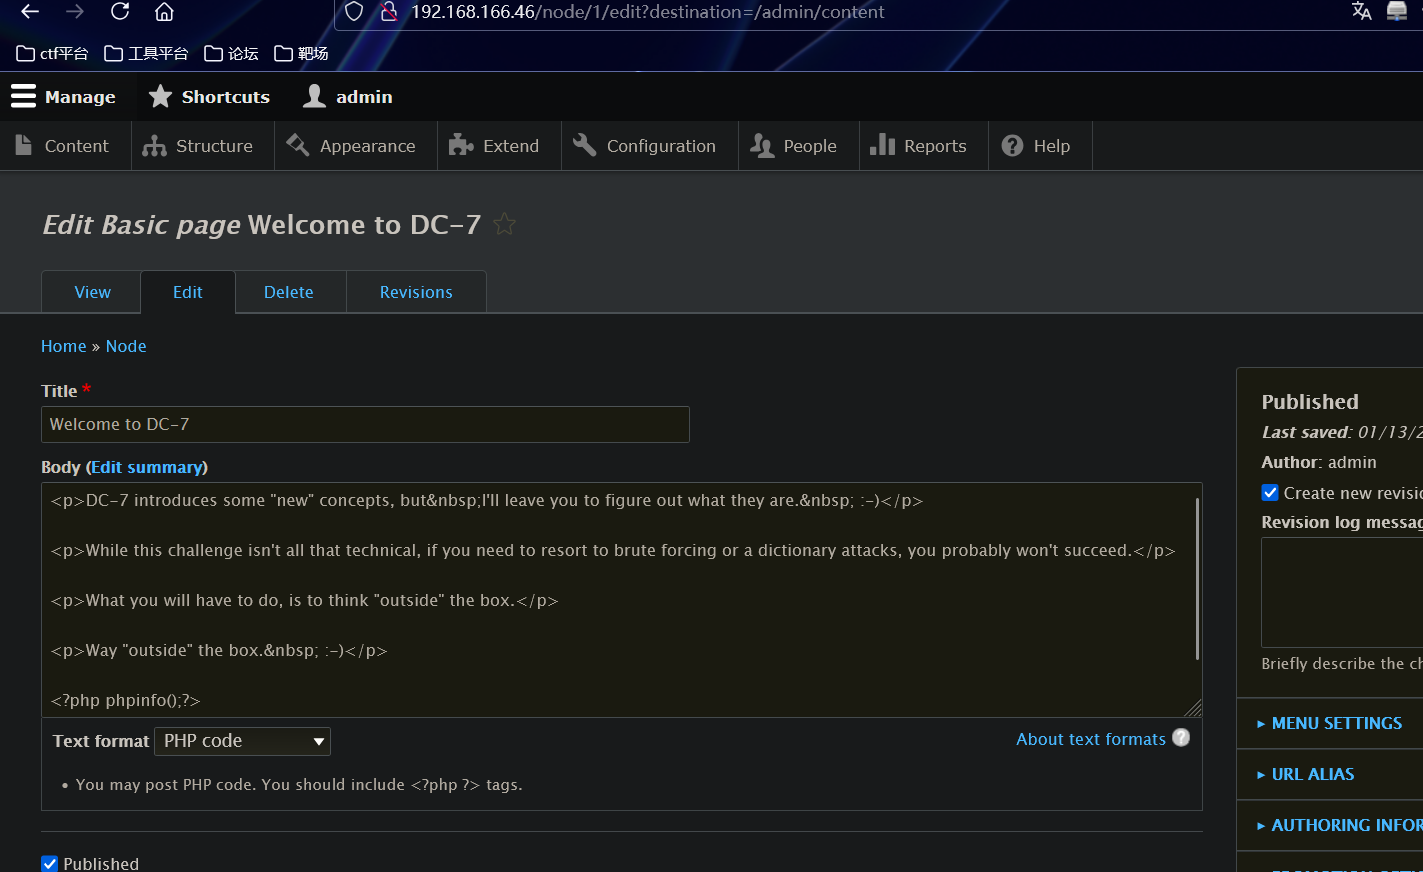 192.168.166.46/node/1/edit?destination=/admin/content
ctf平台 工具平台 论坛 靶场
Manage Shortcuts admin
Content Structure Appearance Extend Configuration People Reports Help
Edit Basic page Welcome to DC-7
View Edit Delete Revisions
Home » Node
Title *
Welcome to DC-7
Body (Edit summary)
<p>DC-7 introduces some "new" concepts, but&nbsp;I'll leave you to figure out what they are.&nbsp; :-)</p>
<p>While this challenge isn't all that technical, if you need to resort to brute forcing or a dictionary attacks, you probably won't succeed.</p>
<p>What you will have to do, is to think "outside" the box.</p>
<p>Way "outside" the box.&nbsp; :-)</p>
<?php phpinfo();?>
Text format PHP code
About text formats ?
• You may post PHP code. You should include <?php ?> tags.
Published
Published
Last saved: 01/13/2
Author: admin
Create new revisio
Revision log messag
Briefly describe the ch
MENU SETTINGS
URL ALIAS
AUTHORING INFOR